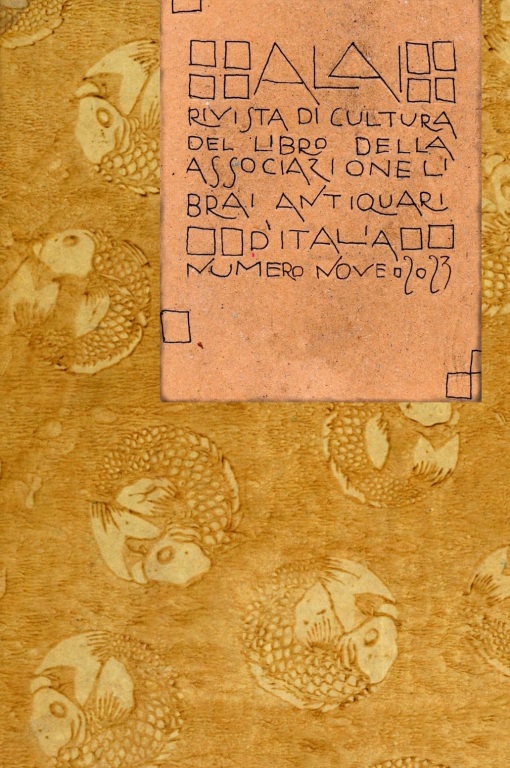 ALAI
RIVISTA DI CULTURA
DEL LIBRO DELLA
ASSOCIAZIONE LI
BRAI ANTIQUARI
D'ITALIA
NUMERO NOVE 2023